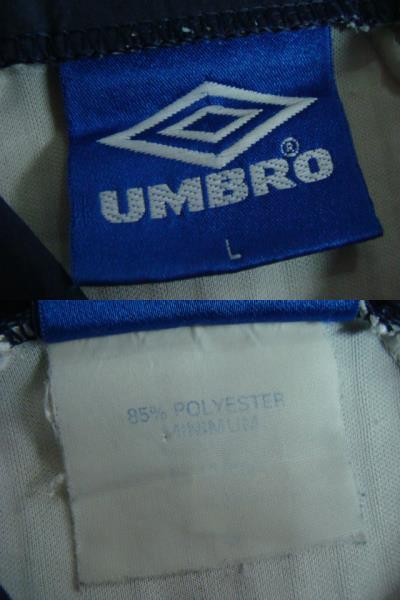 UMBRO®
L
85% POLYESTER
MINIMUM